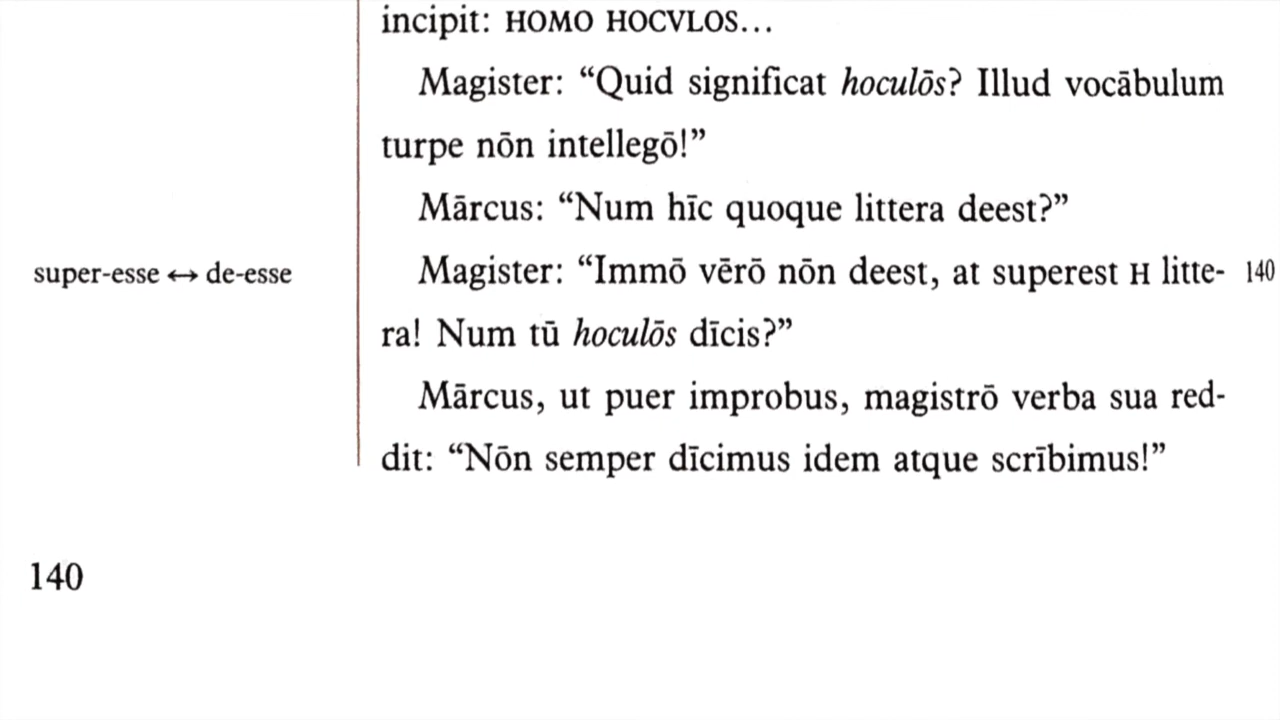 incipit: HOMO HOCVLOS...
Magister: “Quid significat hoculōs? Illud vocābulum
turpe nōn intellegō!”
Mārcus: “Num hīc quoque littera deest?”
super-esse ↔ de-esse
Magister: “Immō vērō nōn deest, at superest H litte-
140
ra! Num tū hoculōs dīcis?”
Mārcus, ut puer improbus, magistrō verba sua red-
dit: “Nōn semper dīcimus idem atque scrībimus!”
140